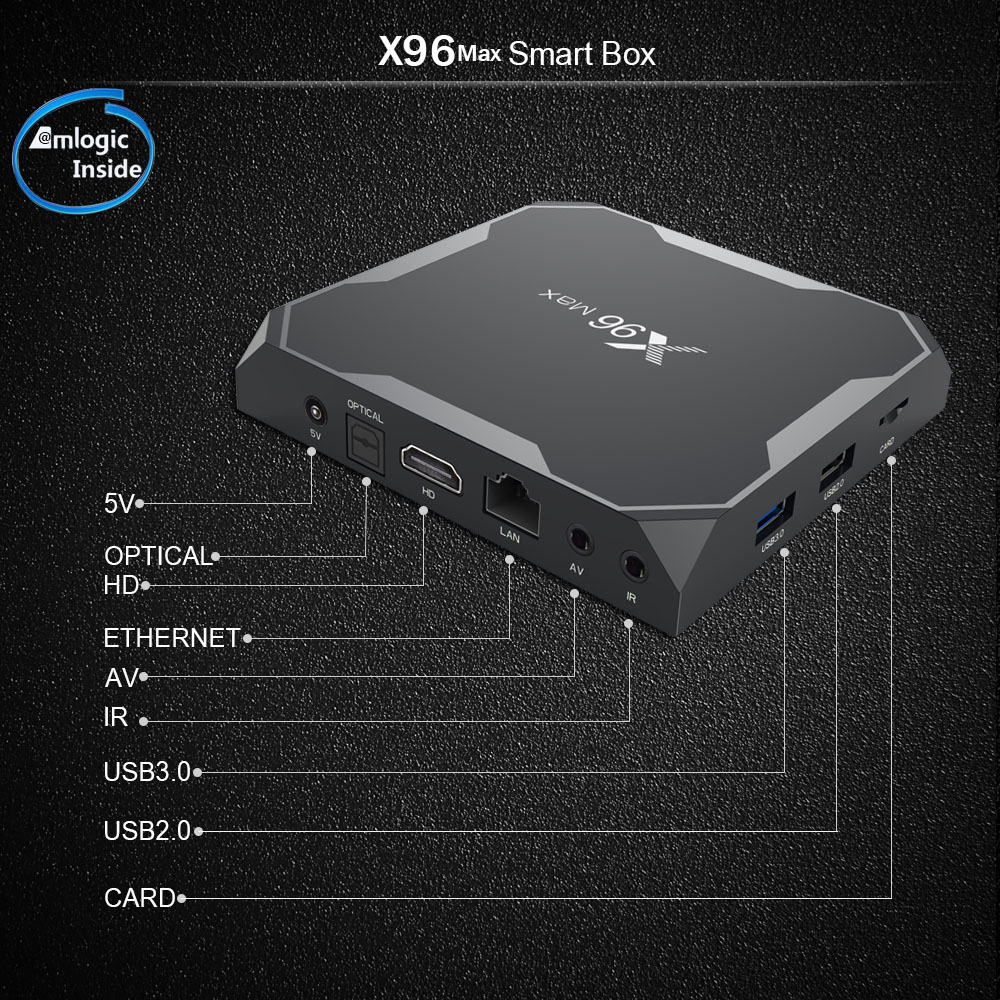 X96Max Smart Box
@mlogic
Inside
X96 Max
5V
OPTICAL
HD
LAN
AV
IR
USB3.0
USB2.0
CARD
5V
OPTICAL
HD
ETHERNET
AV
IR
USB3.0
USB2.0
CARD